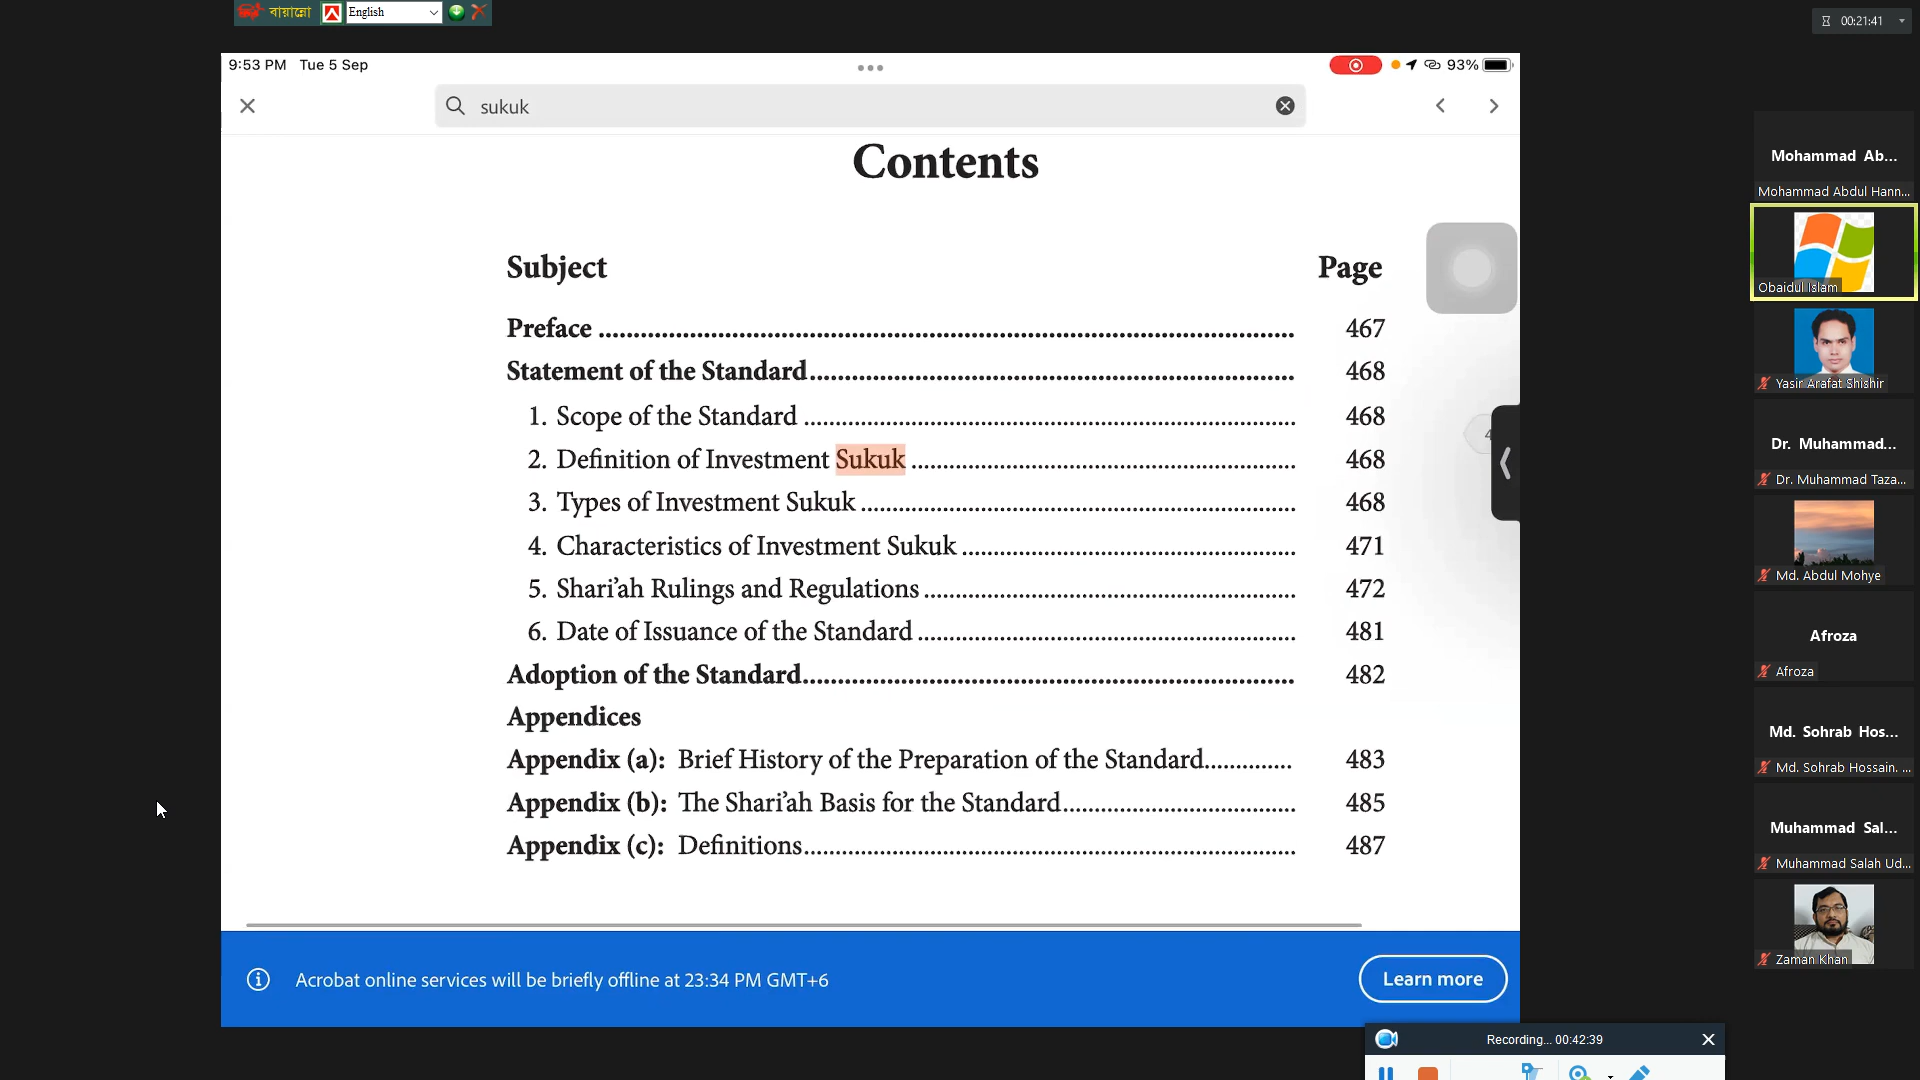 বায়ান্নো
English
00:21:41
9:53 PM Tue 5 Sep
93%
sukuk
Contents
Subject Page
Preface 467
Statement of the Standard 468
1. Scope of the Standard 468
2. Definition of Investment Sukuk 468
3. Types of Investment Sukuk 468
4. Characteristics of Investment Sukuk 471
5. Shari’ah Rulings and Regulations 472
6. Date of Issuance of the Standard 481
Adoption of the Standard 482
Appendices
Appendix (a): Brief History of the Preparation of the Standard 483
Appendix (b): The Shari’ah Basis for the Standard 485
Appendix (c): Definitions 487
Acrobat online services will be briefly offline at 23:34 PM GMT+6
Learn more
Mohammad Ab...
Mohammad Abdul Hann...
Obaidul Islam
Yasir Arafat Shishir
Dr. Muhammad...
Dr. Muhammad Taza...
Md. Abdul Mohye
Afroza
Afroza
Md. Sohrab Hos...
Md. Sohrab Hossain. ...
Muhammad Sal...
Muhammad Salah Ud...
Zaman Khan
Recording... 00:42:39